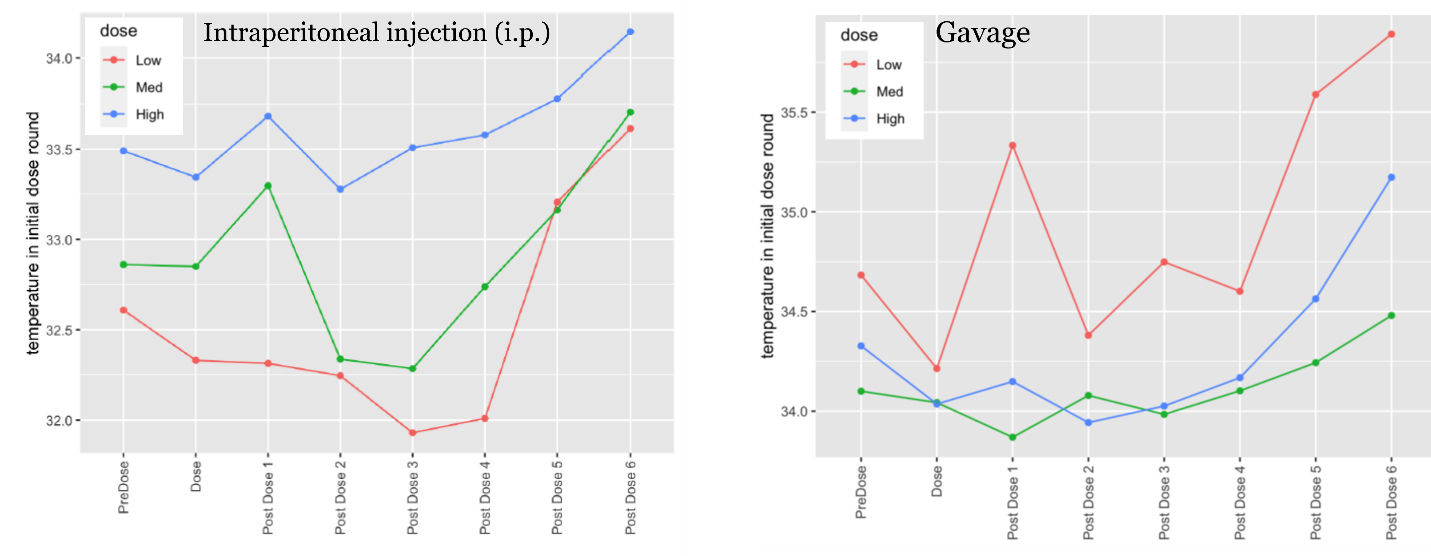 Intraperitoneal injection (i.p.)
dose
Low
Med
High
temperature in initial dose round
34.0
33.5
33.0
32.5
32.0
PreDose
Dose
Post Dose 1
Post Dose 2
Post Dose 3
Post Dose 4
Post Dose 5
Post Dose 6
Gavage
dose
Low
Med
High
temperature in initial dose round
35.5
35.0
34.5
34.0
PreDose
Dose
Post Dose 1
Post Dose 2
Post Dose 3
Post Dose 4
Post Dose 5
Post Dose 6